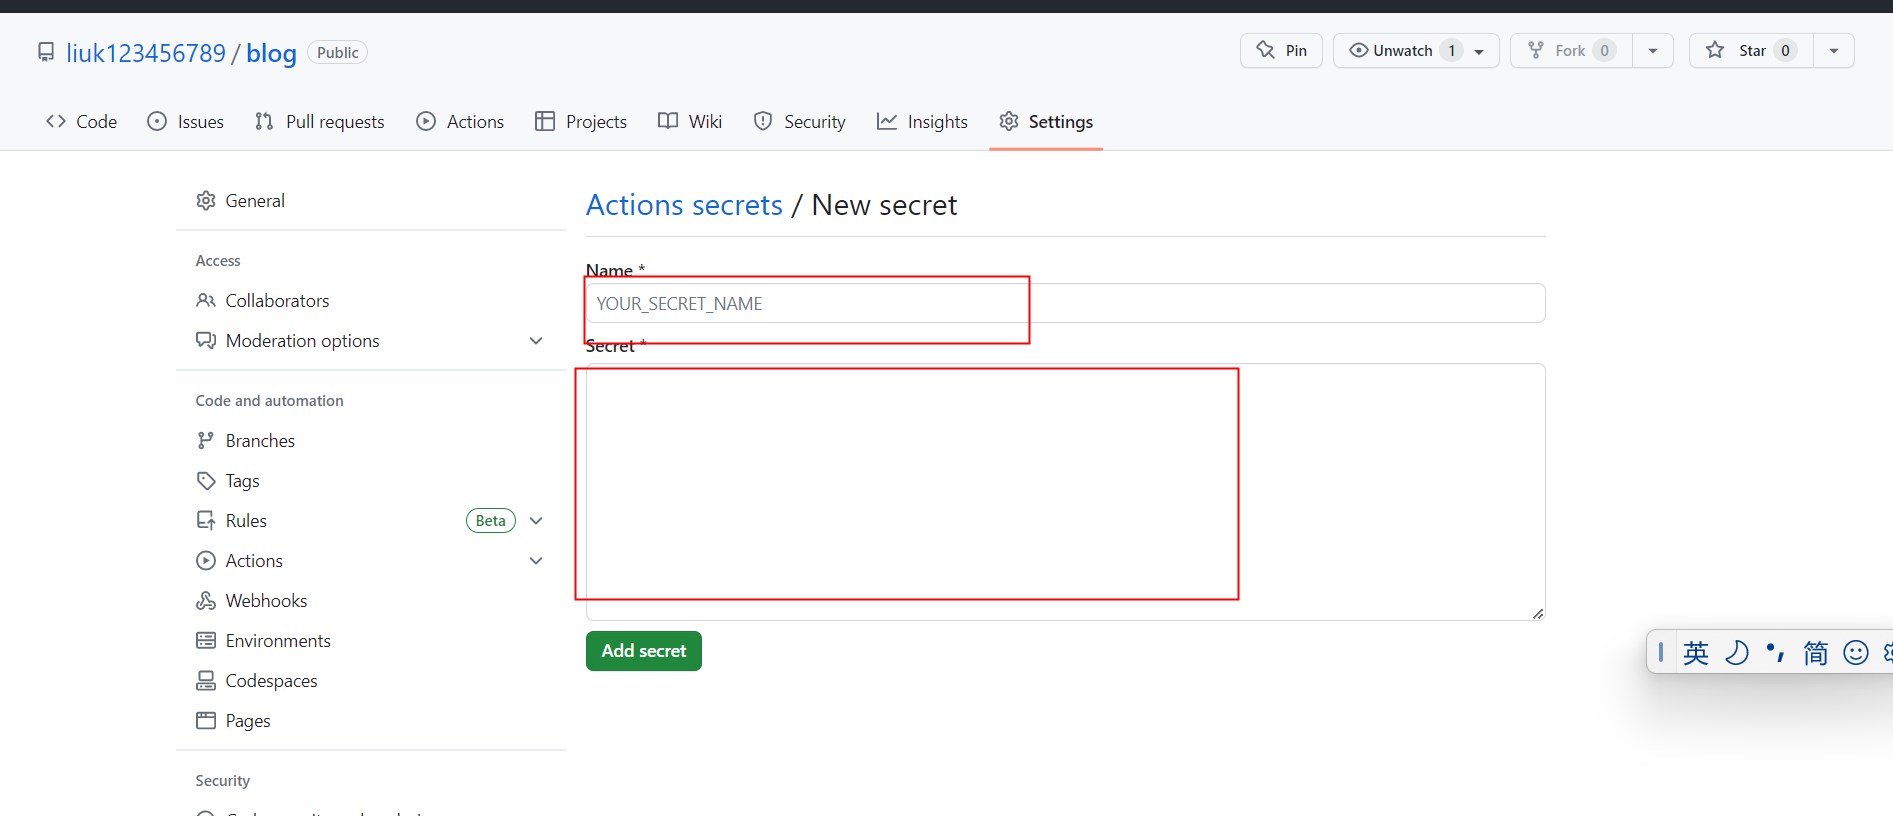 liuk123456789 / blog Public
Pin
Unwatch 1
Fork 0
Star 0
Code
Issues
Pull requests
Actions
Projects
Wiki
Security
Insights
Settings
General
Access
Collaborators
Moderation options
Code and automation
Branches
Tags
Rules Beta
Actions
Webhooks
Environments
Codespaces
Pages
Security
Actions secrets / New secret
Name *
YOUR_SECRET_NAME
Secret *
Add secret
英 简